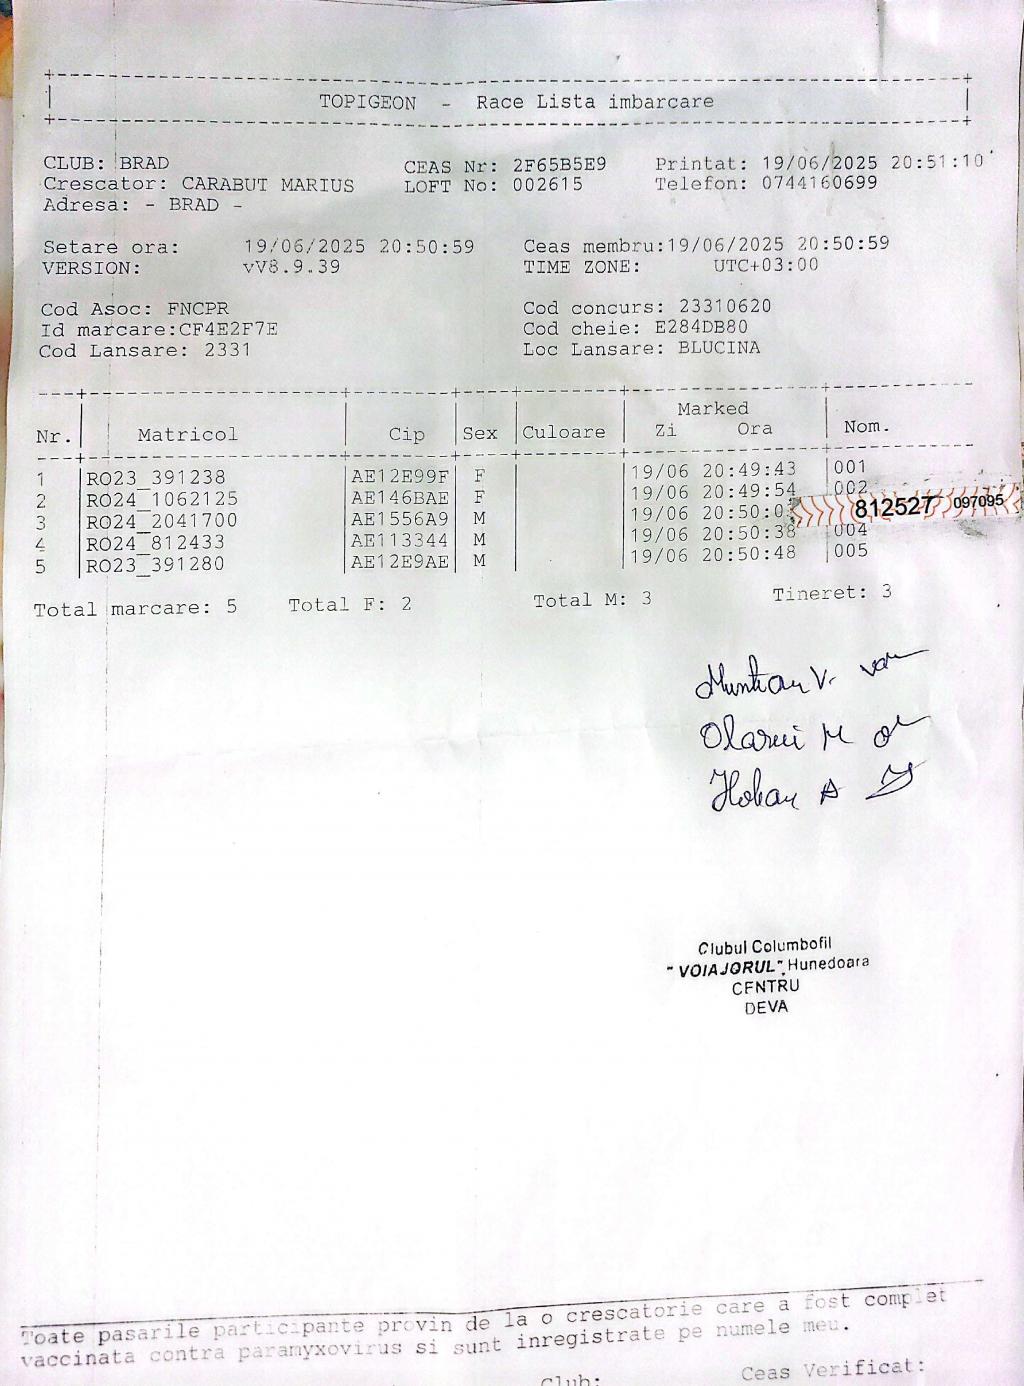 TOPIGEON - Race Lista imbarcare
CLUB: BRAD CEAS Nr: 2F65B5E9 Printat: 19/06/2025 20:51:10
Crescator: CARABUT MARIUS LOFT No: 002615 Telefon: 0744160699
Adresa: - BRAD -
Setare ora: 19/06/2025 20:50:59 Ceas membru:19/06/2025 20:50:59
VERSION: vV8.9.39 TIME ZONE: UTC+03:00
Cod Asoc: FNCPR Cod concurs: 23310620
Id marcare:CF4E2F7E Cod cheie: E284DB80
Cod Lansare: 2331 Loc Lansare: BLUCINA
Marked
Nr. Matricol Cip Sex Culoare Zi Ora Nom.
1 RO23_391238 AE12E99F F 19/06 20:49:43 001
2 RO24_1062125 AE146BAE F 19/06 20:49:54 002
3 RO24_2041700 AE1556A9 M 19/06 20:50:0
812527 097095
4 RO24_812433 AE113344 M 19/06 20:50:38 004
5 RO23_391280 AE12E9AE M 19/06 20:50:48 005
Total marcare: 5 Total F: 2 Total M: 3 Tineret: 3
Muntean V.
Olariu M
Hoban A
Clubul Columbofil
"VOIAJORUL" Hunedoara
CENTRU
DEVA
Toate pasarile participante provin de la o crescatorie care a fost complet
vaccinata contra paramyxovirus si sunt inregistrate pe numele meu.
Club: Ceas Verificat: